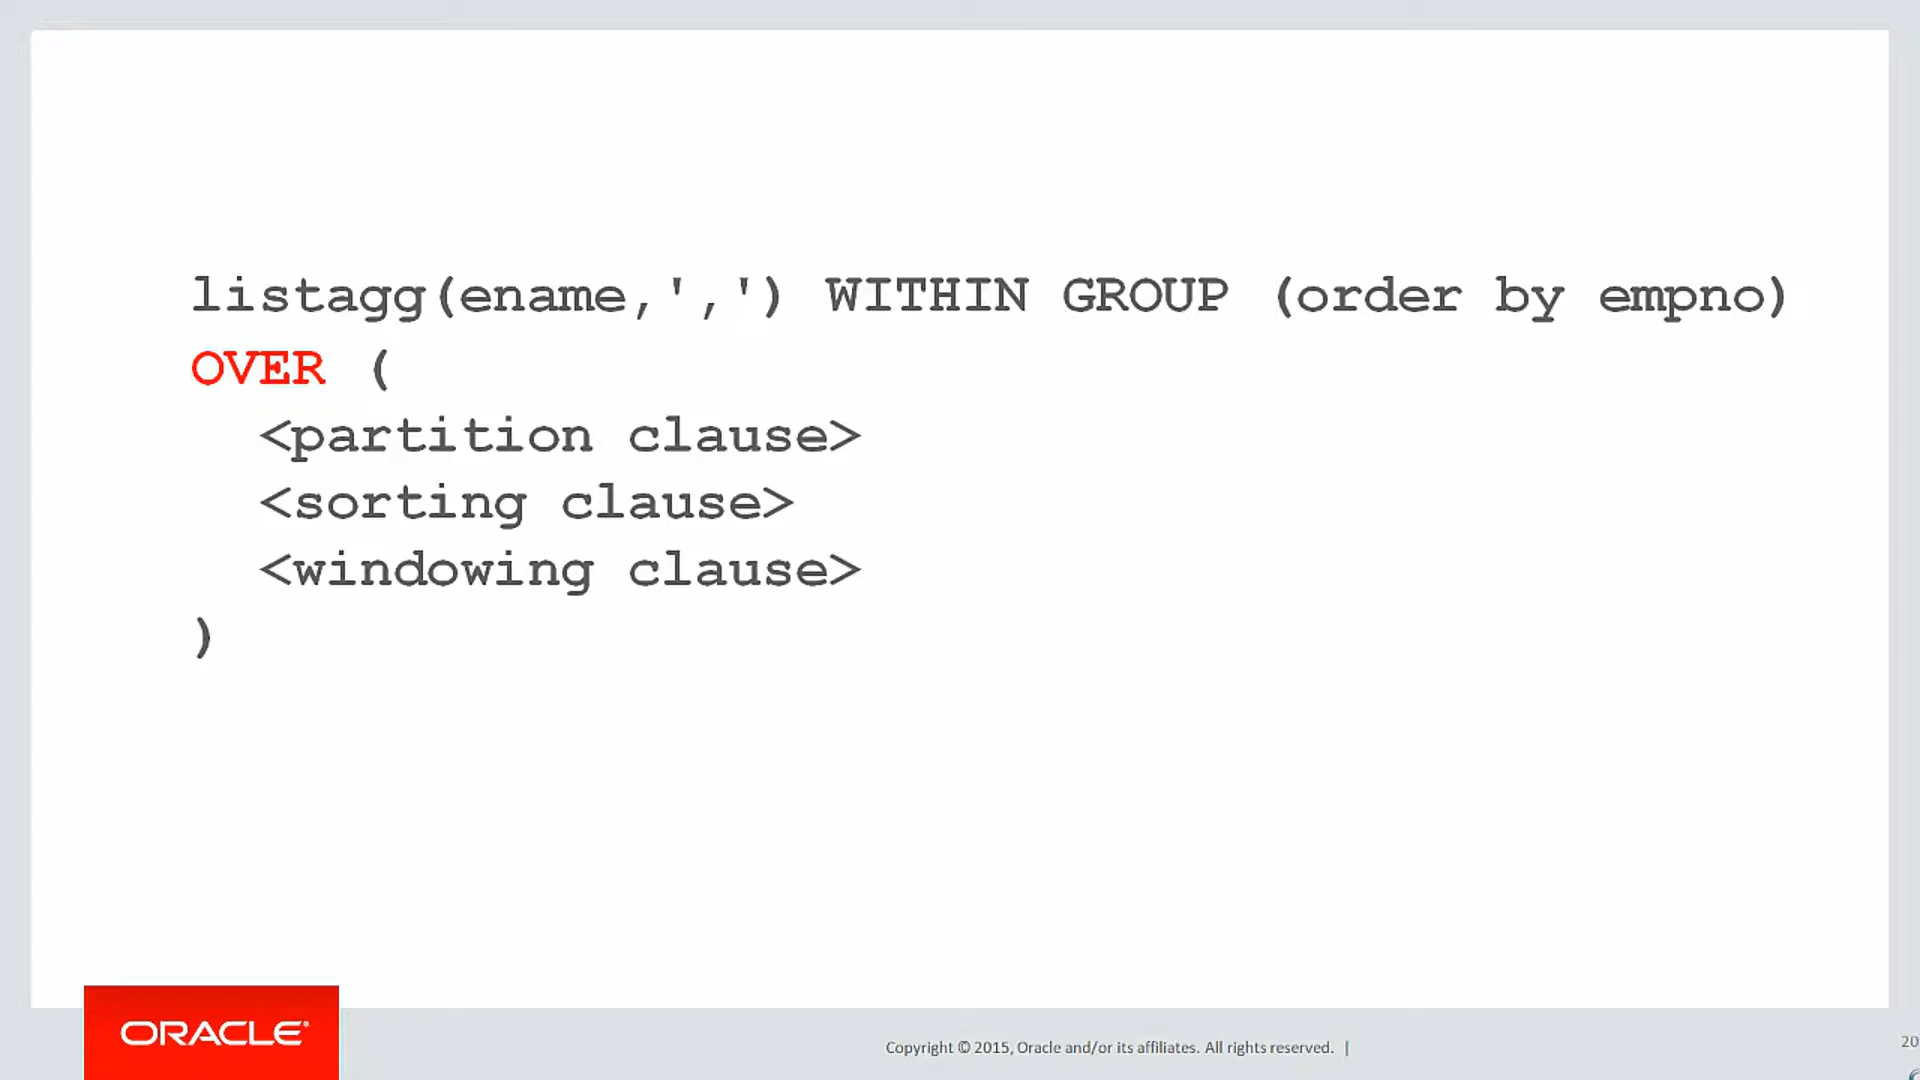 listagg(ename,',') WITHIN GROUP (order by empno)
OVER (
<partition clause>
<sorting clause>
<windowing clause>
)
ORACLE®
Copyright © 2015, Oracle and/or its affiliates. All rights reserved. |
20